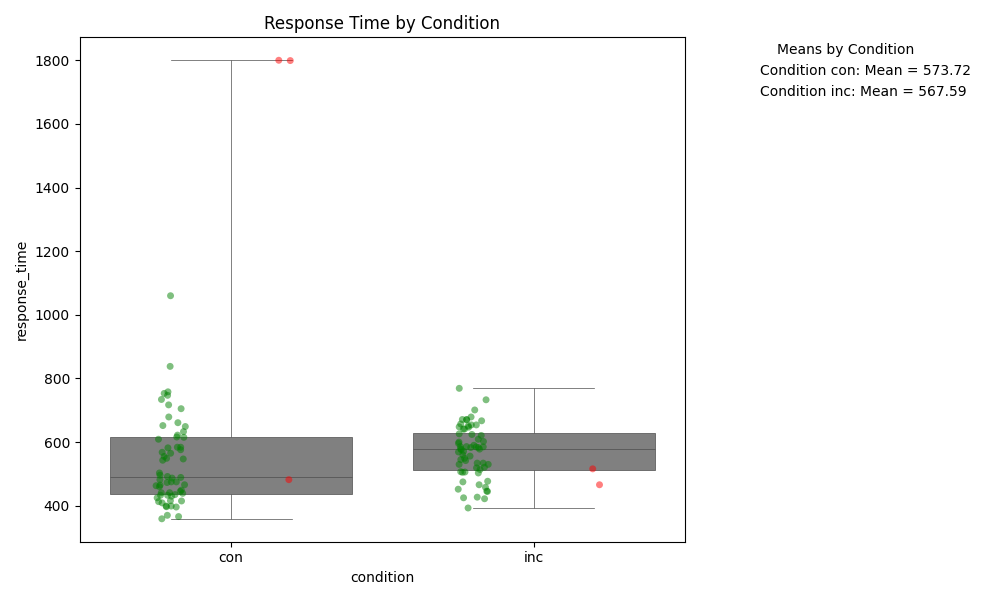 Response Time by Condition
Means by Condition
Condition con: Mean = 573.72
Condition inc: Mean = 567.59
1800
1600
1400
1200
1000
800
600
400
response_time
con
inc
condition